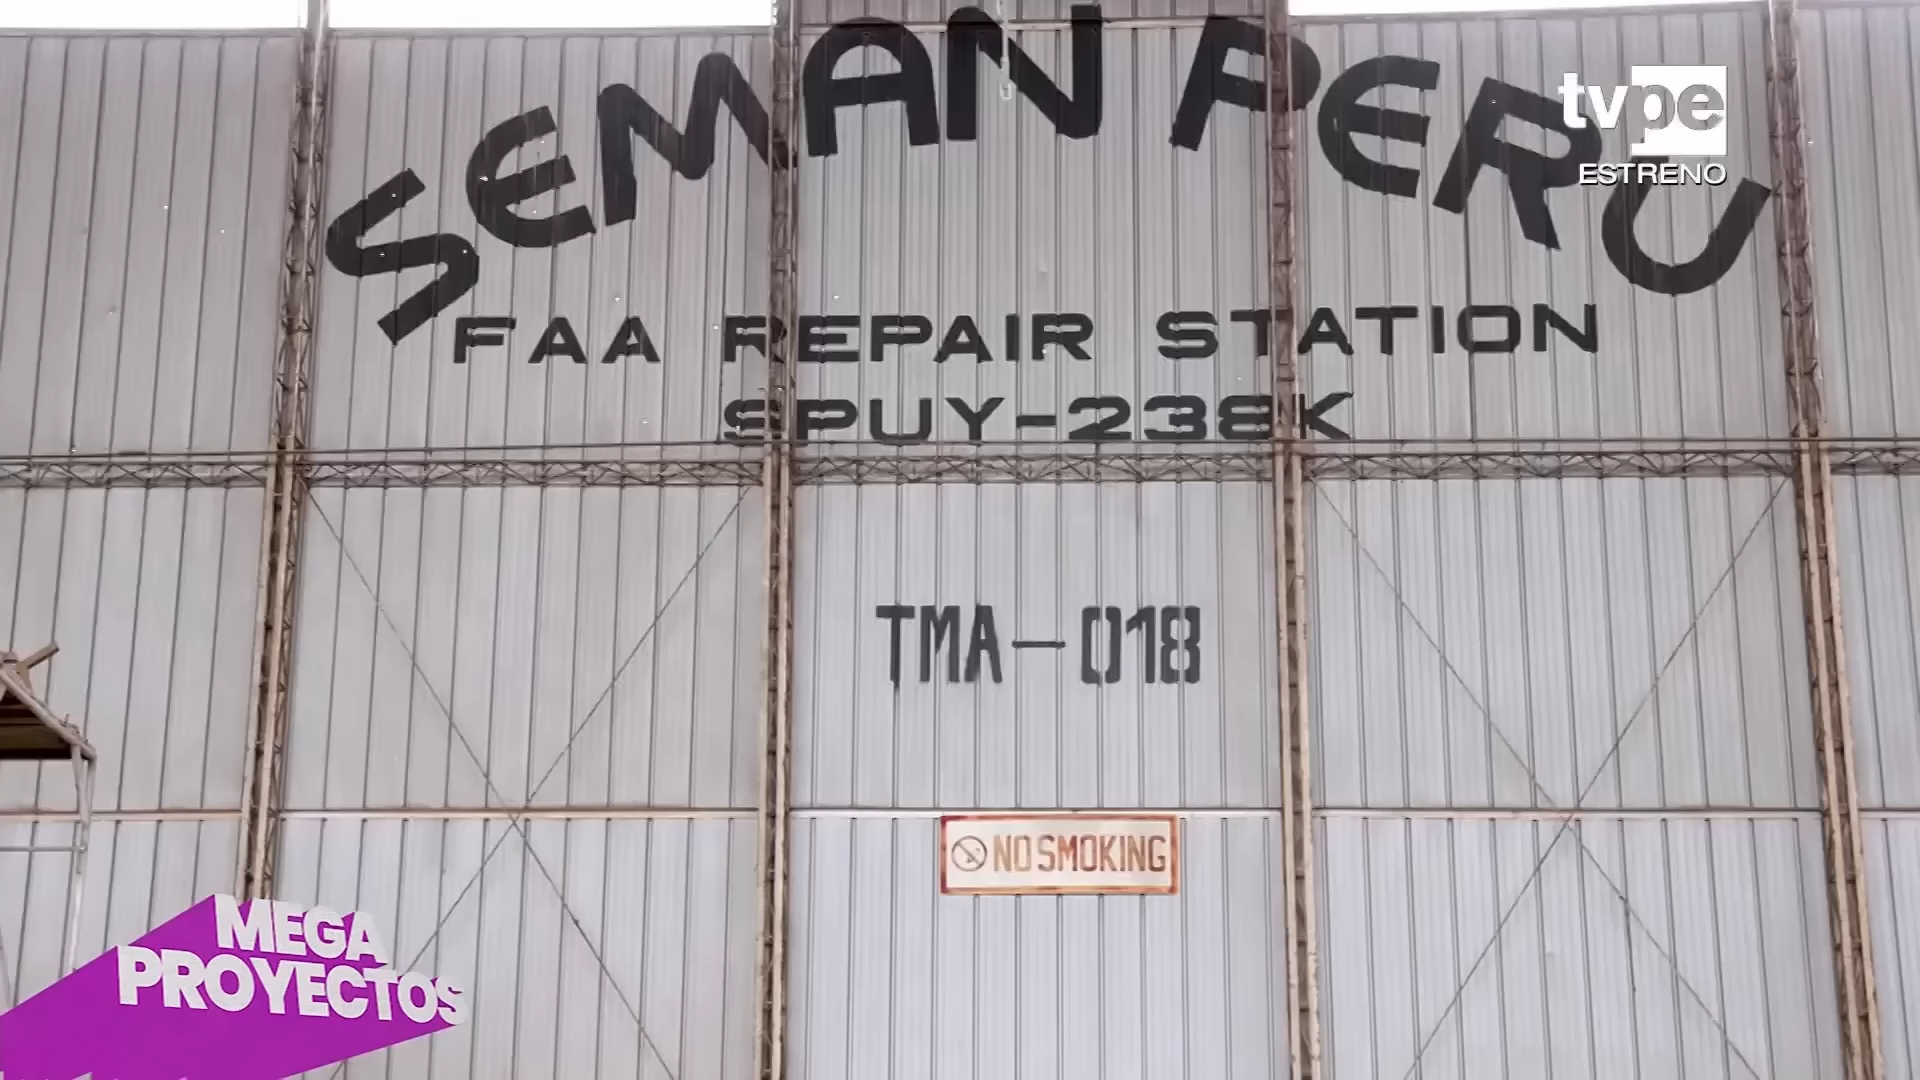 SEMAN PERU
tvpe
ESTRENO
FAA REPAIR STATION
SPUY-238K
TMA-018
NO SMOKING
MEGA
PROYECTOS